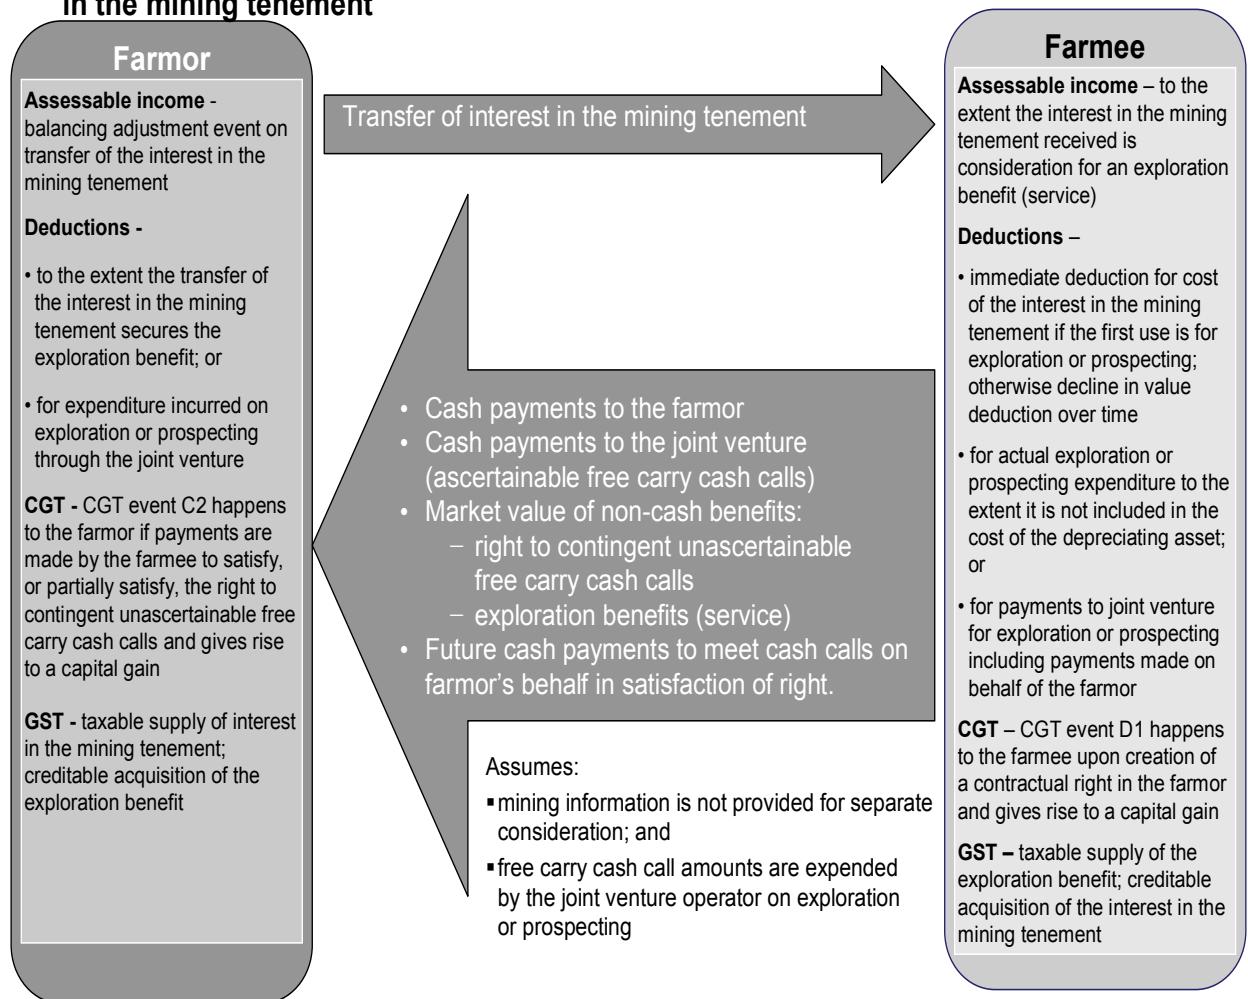 in the mining tenement
Farmor
Assessable income -
balancing adjustment event on
transfer of the interest in the
mining tenement
Deductions -
• to the extent the transfer of
the interest in the mining
tenement secures the
exploration benefit; or
• for expenditure incurred on
exploration or prospecting
through the joint venture
CGT - CGT event C2 happens
to the farmor if payments are
made by the farmee to satisfy,
or partially satisfy, the right to
contingent unascertainable free
carry cash calls and gives rise
to a capital gain
GST - taxable supply of interest
in the mining tenement;
creditable acquisition of the
exploration benefit
Transfer of interest in the mining tenement
• Cash payments to the farmor
• Cash payments to the joint venture
(ascertainable free carry cash calls)
• Market value of non-cash benefits:
– right to contingent unascertainable
free carry cash calls
– exploration benefits (service)
• Future cash payments to meet cash calls on
farmor's behalf in satisfaction of right.
Assumes:
▪mining information is not provided for separate
consideration; and
▪free carry cash call amounts are expended
by the joint venture operator on exploration
or prospecting
Farmee
Assessable income – to the
extent the interest in the mining
tenement received is
consideration for an exploration
benefit (service)
Deductions –
• immediate deduction for cost
of the interest in the mining
tenement if the first use is for
exploration or prospecting;
otherwise decline in value
deduction over time
• for actual exploration or
prospecting expenditure to the
extent it is not included in the
cost of the depreciating asset;
or
• for payments to joint venture
for exploration or prospecting
including payments made on
behalf of the farmor
CGT – CGT event D1 happens
to the farmee upon creation of
a contractual right in the farmor
and gives rise to a capital gain
GST – taxable supply of the
exploration benefit; creditable
acquisition of the interest in the
mining tenement